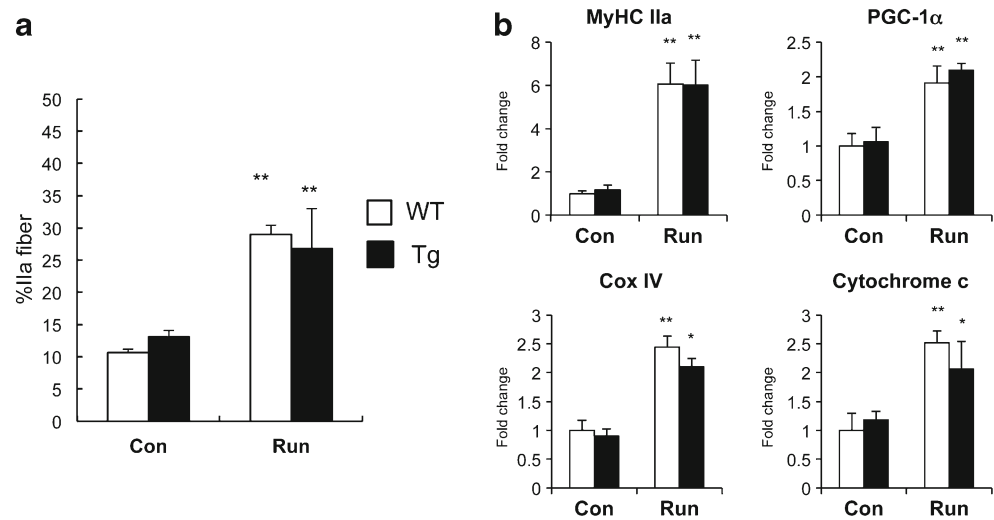 a
%IIa fiber
50
45
40
35
30
25
20
15
10
5
0
** **
Con Run
WT
Tg
b
MyHC IIa
Fold change
8
6
4
2
0
** **
Con Run
PGC-1α
Fold change
2.5
2
1.5
1
0.5
0
** **
Con Run
Cox IV
Fold change
3
2.5
2
1.5
1
0.5
0
** *
Con Run
Cytochrome c
Fold change
3
2.5
2
1.5
1
0.5
0
** *
Con Run